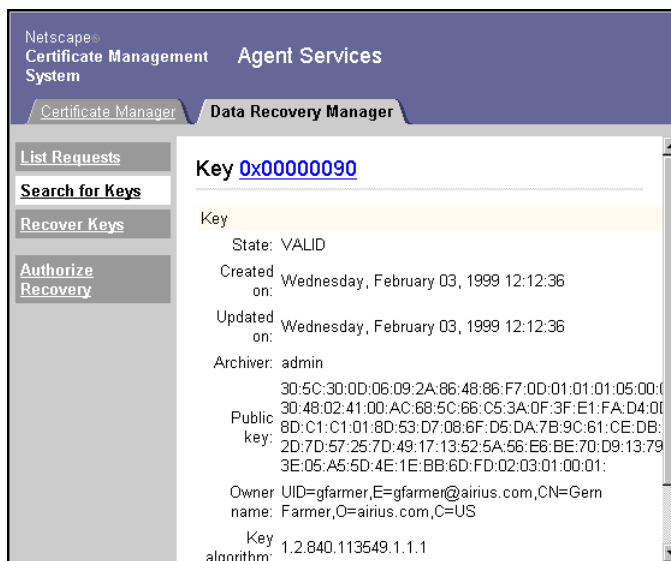 Netscape®
Certificate Management
System
Agent Services
Certificate Manager
Data Recovery Manager
List Requests
Search for Keys
Recover Keys
Authorize
Recovery
Key 0x00000090
Key
State: VALID
Created
on: Wednesday, February 03, 1999 12:12:36
Updated
on: Wednesday, February 03, 1999 12:12:36
Archiver: admin
Public
key:
30:5C:30:0D:06:09:2A:86:48:86:F7:0D:01:01:01:05:00:
30:48:02:41:00:AC:68:5C:66:C5:3A:0F:3F:E1:FA:D4:
8D:C1:C1:01:8D:53:D7:08:6F:D5:DA:7B:9C:61:CE:DB:
2D:7D:57:25:7D:49:17:13:52:5A:56:E6:BE:70:D9:13:79
3E:05:A5:5D:4E:1E:BB:6D:FD:02:03:01:00:01:
Owner
name:
UID=gfarmer,E=gfarmer@airius.com,CN=Gern
Farmer,O=airius.com,C=US
Key
algorithm: 1.2.840.113549.1.1.1